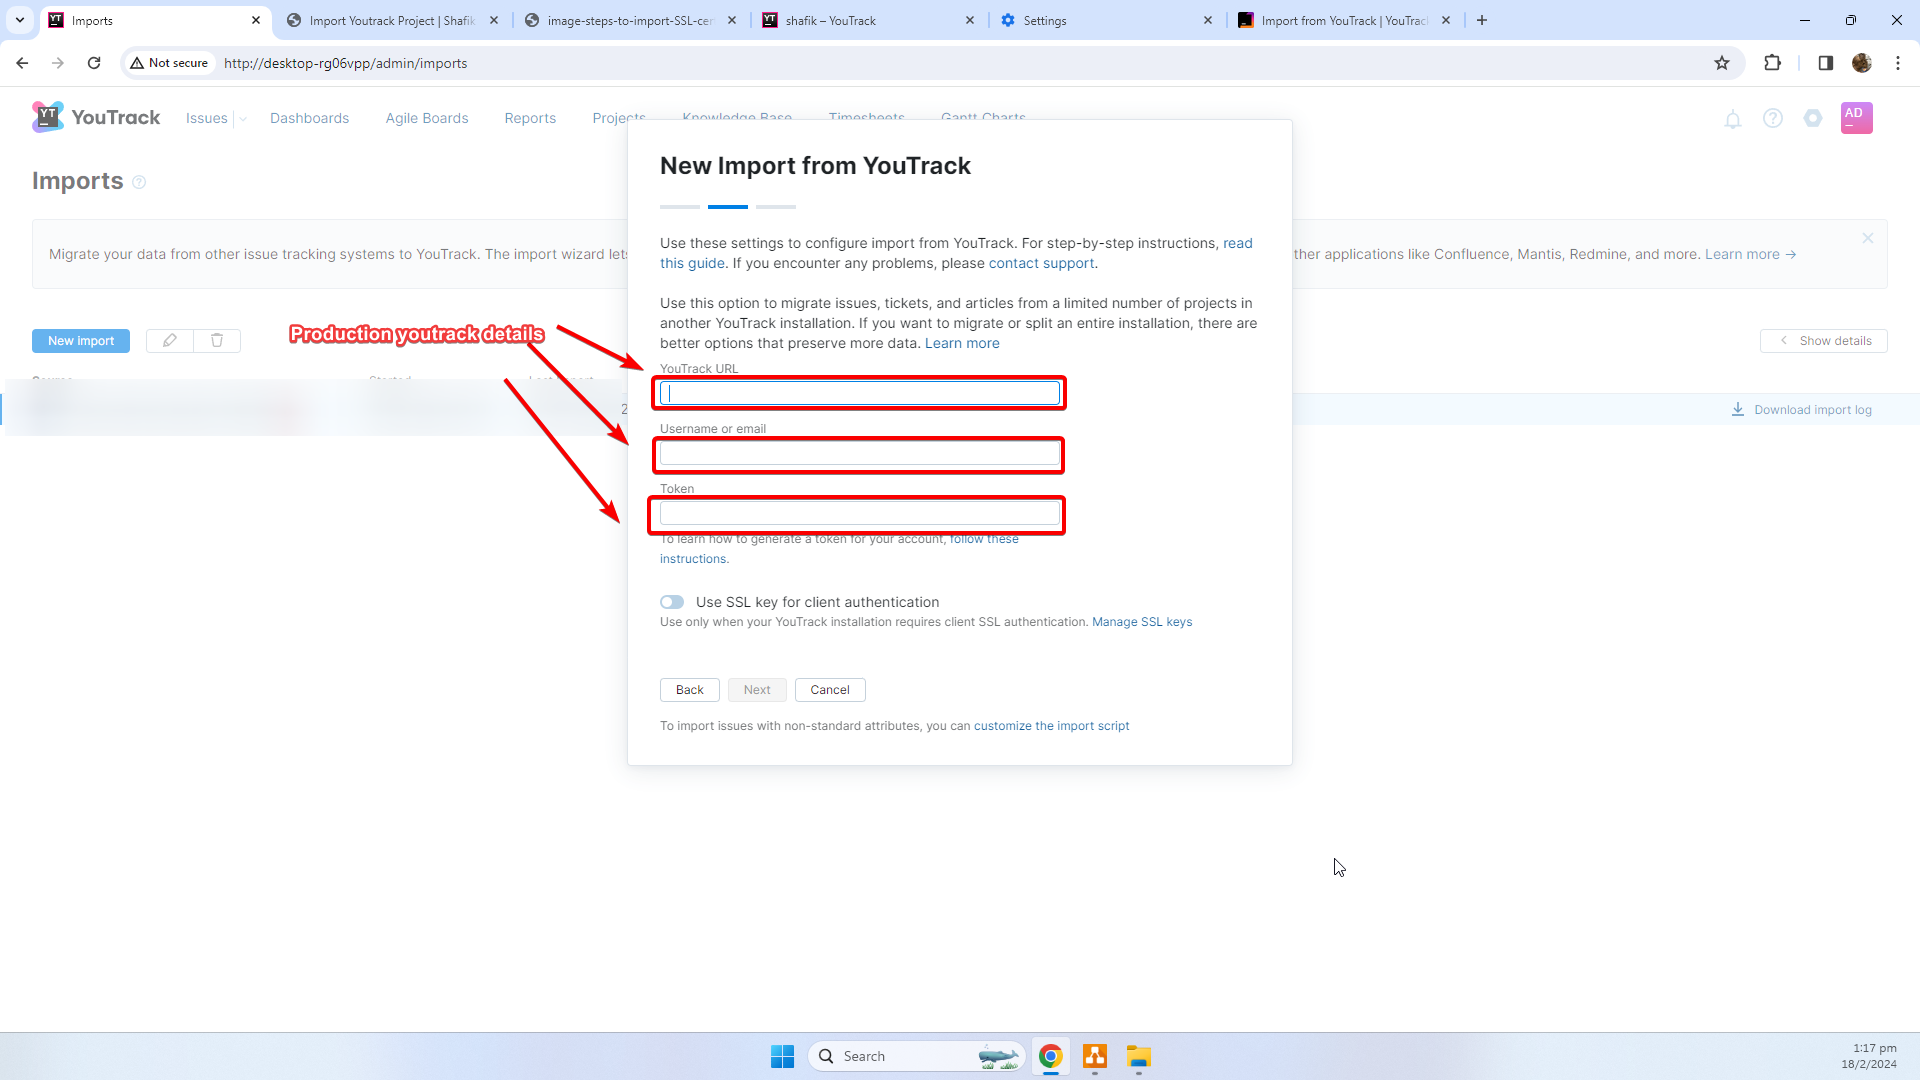 Imports
Import Youtrack Project | Shafik
image-steps-to-import-SSL-cer
YT
shafik – YouTrack
Settings
Import from YouTrack | YouTrac
Not secure
http://desktop-rg06vpp/admin/imports
YT
YouTrack
Issues
Dashboards
Agile Boards
Reports
Projects
Knowledge Base
Timesheets
Gantt Charts
AD
Imports
Migrate your data from other issue tracking systems to YouTrack. The import wizard lets
ther applications like Confluence, Mantis, Redmine, and more. Learn more →
New import
Production youtrack details
Show details
Source
Started
Last import
2
Download import log
New Import from YouTrack
Use these settings to configure import from YouTrack. For step-by-step instructions, read
this guide. If you encounter any problems, please contact support.
Use this option to migrate issues, tickets, and articles from a limited number of projects in
another YouTrack installation. If you want to migrate or split an entire installation, there are
better options that preserve more data. Learn more
YouTrack URL
Username or email
Token
To learn how to generate a token for your account, follow these
instructions.
Use SSL key for client authentication
Use only when your YouTrack installation requires client SSL authentication. Manage SSL keys
Back
Next
Cancel
To import issues with non-standard attributes, you can customize the import script
Search
1:17 pm
18/2/2024